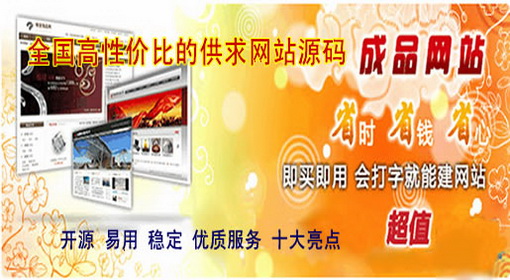 全国高性价比的供求网站源码
成品网站
省时 省钱 省心
即买即用 会打字就能建网站
超值
开源 易用 稳定 优质服务 十大亮点